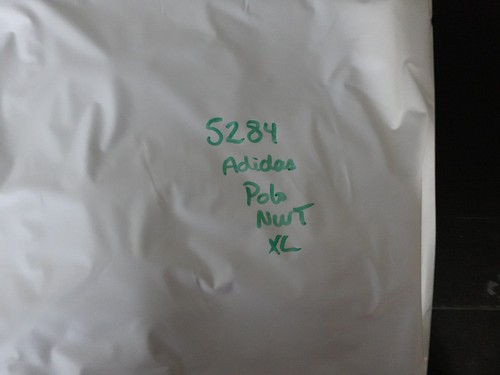 5284
Adidas
Polo
NWT
XL